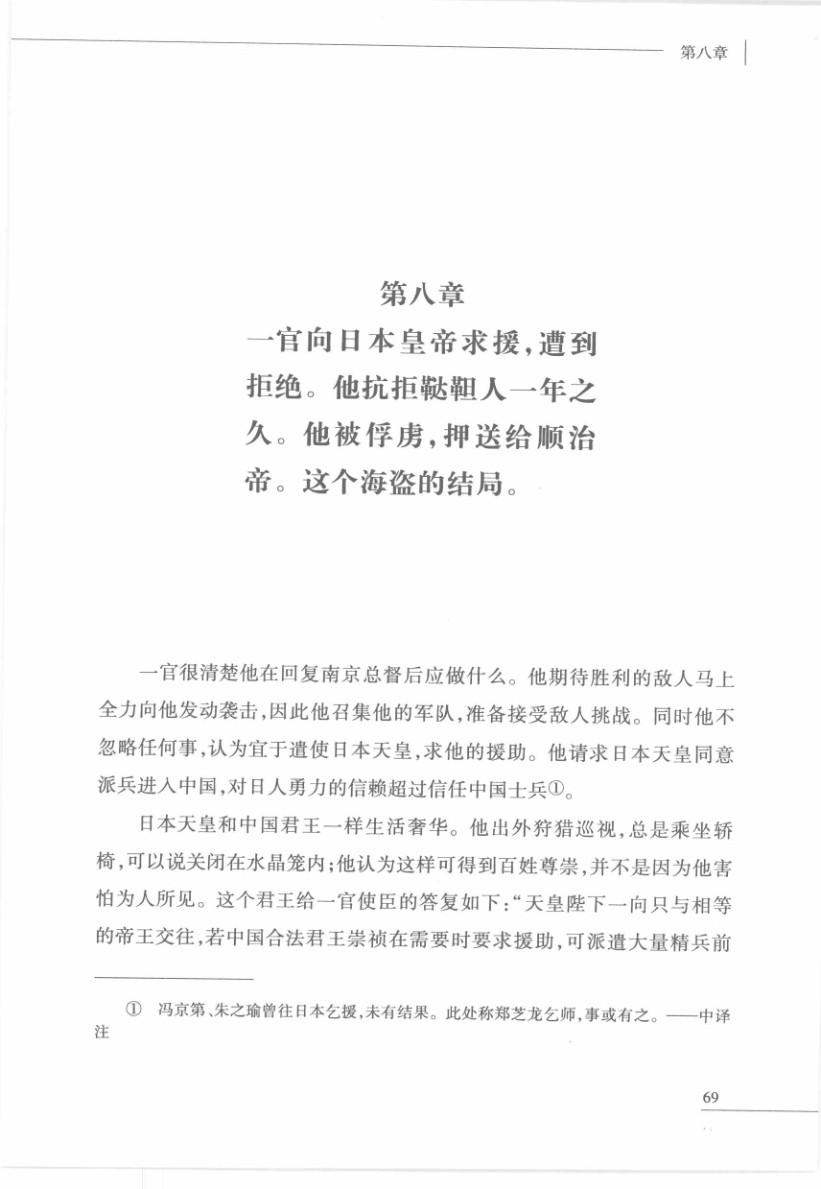 第八章
第八章
一官向日本皇帝求援,遭到
拒绝。他抗拒鞑靼人一年之
久。他被俘虏,押送给顺治
帝。这个海盗的结局。
一官很清楚他在回复南京总督后应做什么。他期待胜利的敌人马上
全力向他发动袭击,因此他召集他的军队,准备接受敌人挑战。同时他不
忽略任何事,认为宜于遣使日本天皇,求他的援助。他请求日本天皇同意
派兵进入中国,对日人勇力的信赖超过信任中国士兵①。
日本天皇和中国君王一样生活奢华。他出外狩猎巡视,总是乘坐轿
椅,可以说关闭在水晶笼内;他认为这样可得到百姓尊崇,并不是因为他害
怕为人所见。这个君王给一官使臣的答复如下:“天皇陛下一向只与相等
的帝王交往,若中国合法君王崇祯在需要时要求援助,可派遣大量精兵前
① 冯京第、朱之瑜曾往日本乞援,未有结果。此处称郑芝龙乞师,事或有之。——中译
注
69